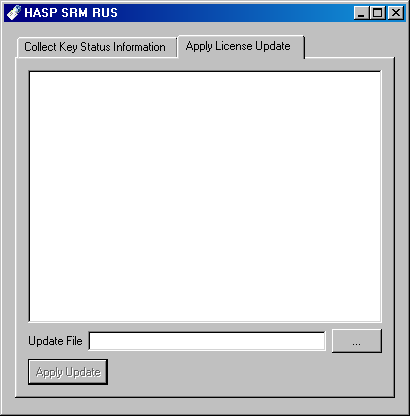 HASP SRM RUS
Collect Key Status Information
Apply License Update
Update File
...
Apply Update